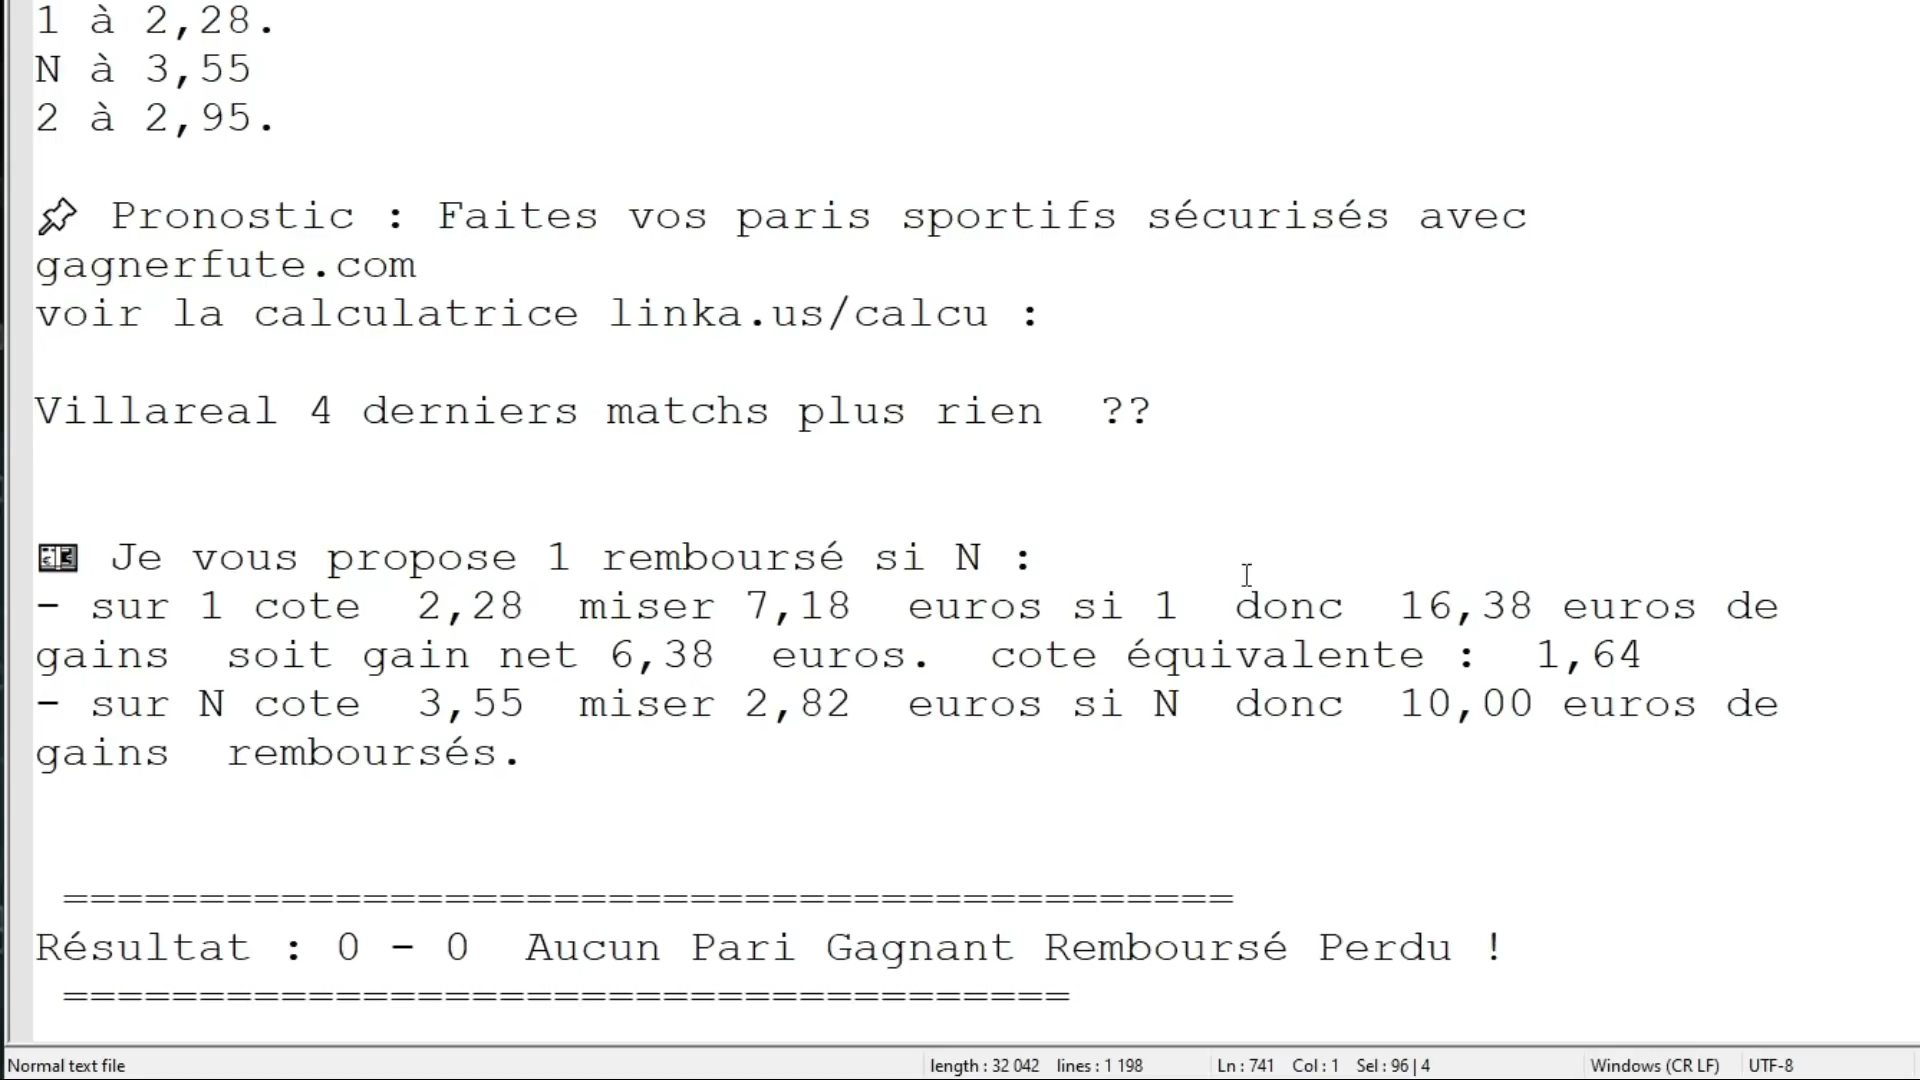 1 à 2,28.
N à 3,55
2 à 2,95.
Pronostic : Faites vos paris sportifs sécurisés avec
gagnerfute.com
voir la calculatrice linka.us/calcu :
Villareal 4 derniers matchs plus rien  ??
Je vous propose 1 remboursé si N :
- sur 1 cote  2,28  miser 7,18  euros si 1  donc  16,38 euros de
gains  soit gain net 6,38  euros.  cote équivalente :  1,64
- sur N cote  3,55  miser 2,82  euros si N  donc  10,00 euros de
gains  remboursés.
===========================================
Résultat : 0 - 0  Aucun Pari Gagnant Remboursé Perdu !
=====================================
Normal text file length : 32 042 lines : 1 198 Ln : 741 Col : 1 Sel : 96 | 4 Windows (CR LF) UTF-8